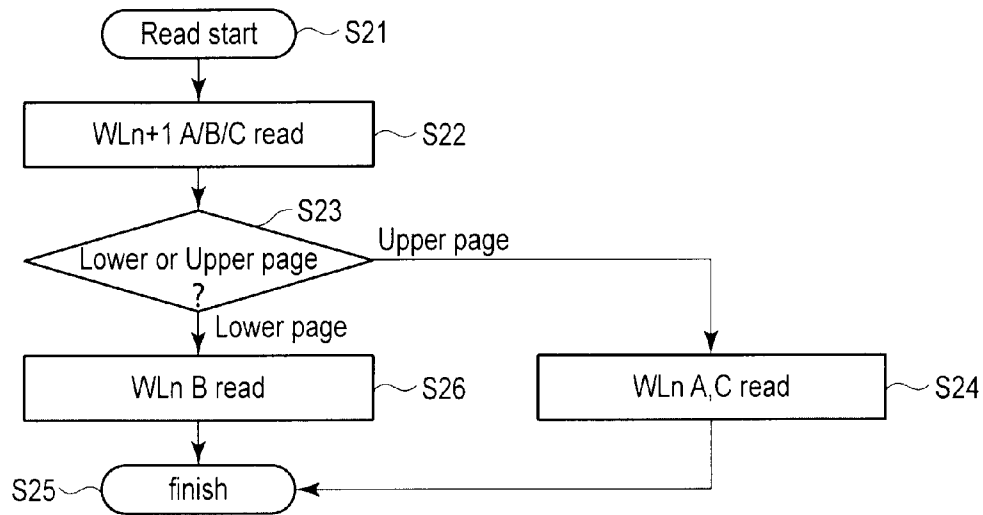 Read start
S21
WLn+1 A/B/C read
S22
S23
Lower or Upper page
?
Upper page
Lower page
WLn B read
S26
WLn A,C read
S24
S25
finish